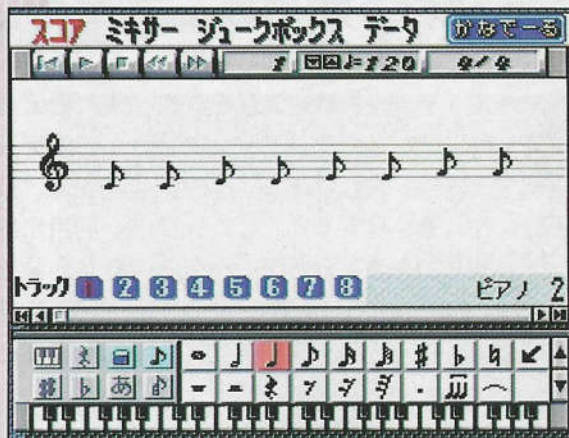 スコア ミキサー ジュークボックス データ かなでーる
1 ♩=120 4/4
トラック 1 2 3 4 5 6 7 8 ピアノ 2
あ